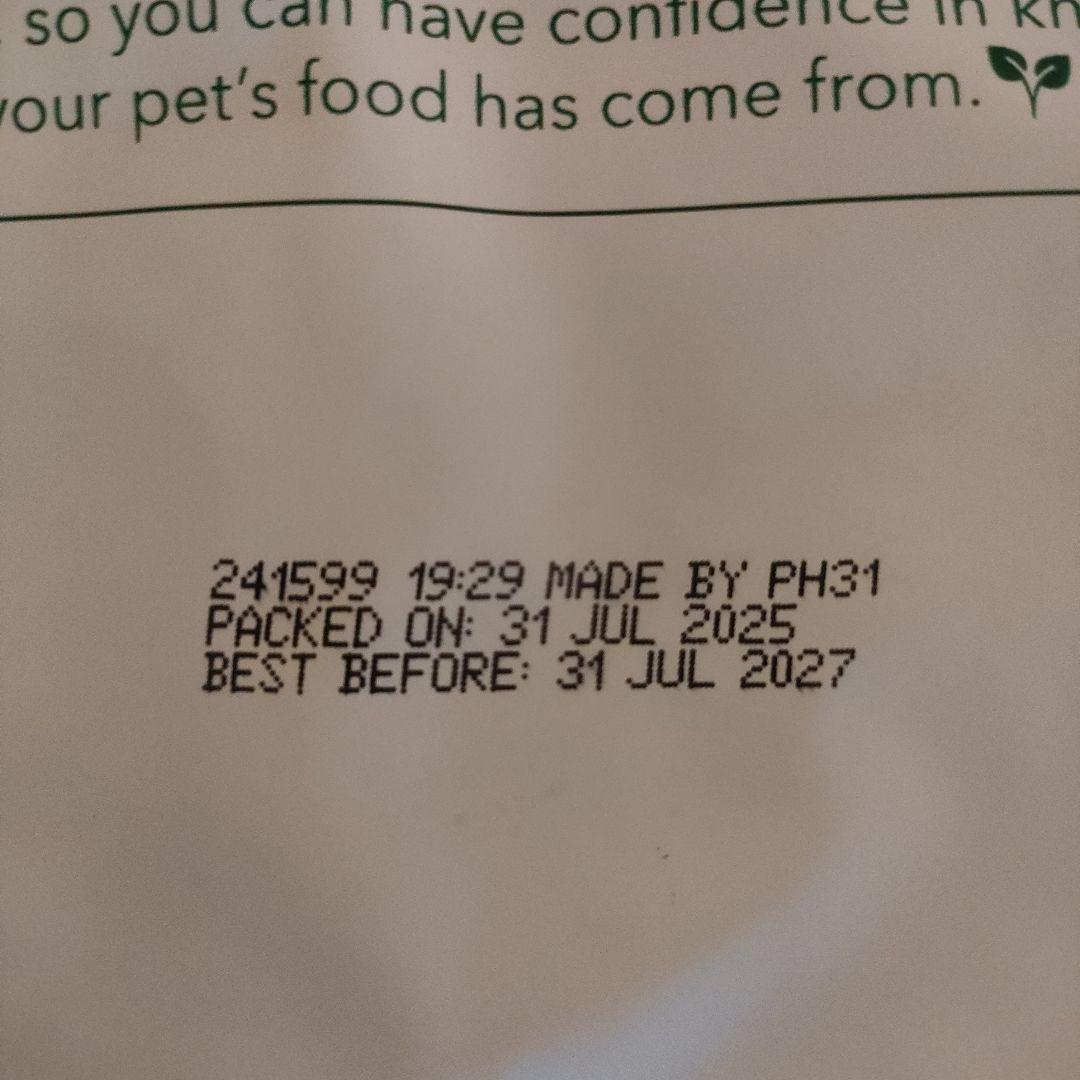 so you can have confidence in
your pet's food has come from.
241599 19:29 MADE BY PH31
PACKED ON: 31 JUL 2025
BEST BEFORE: 31 JUL 2027